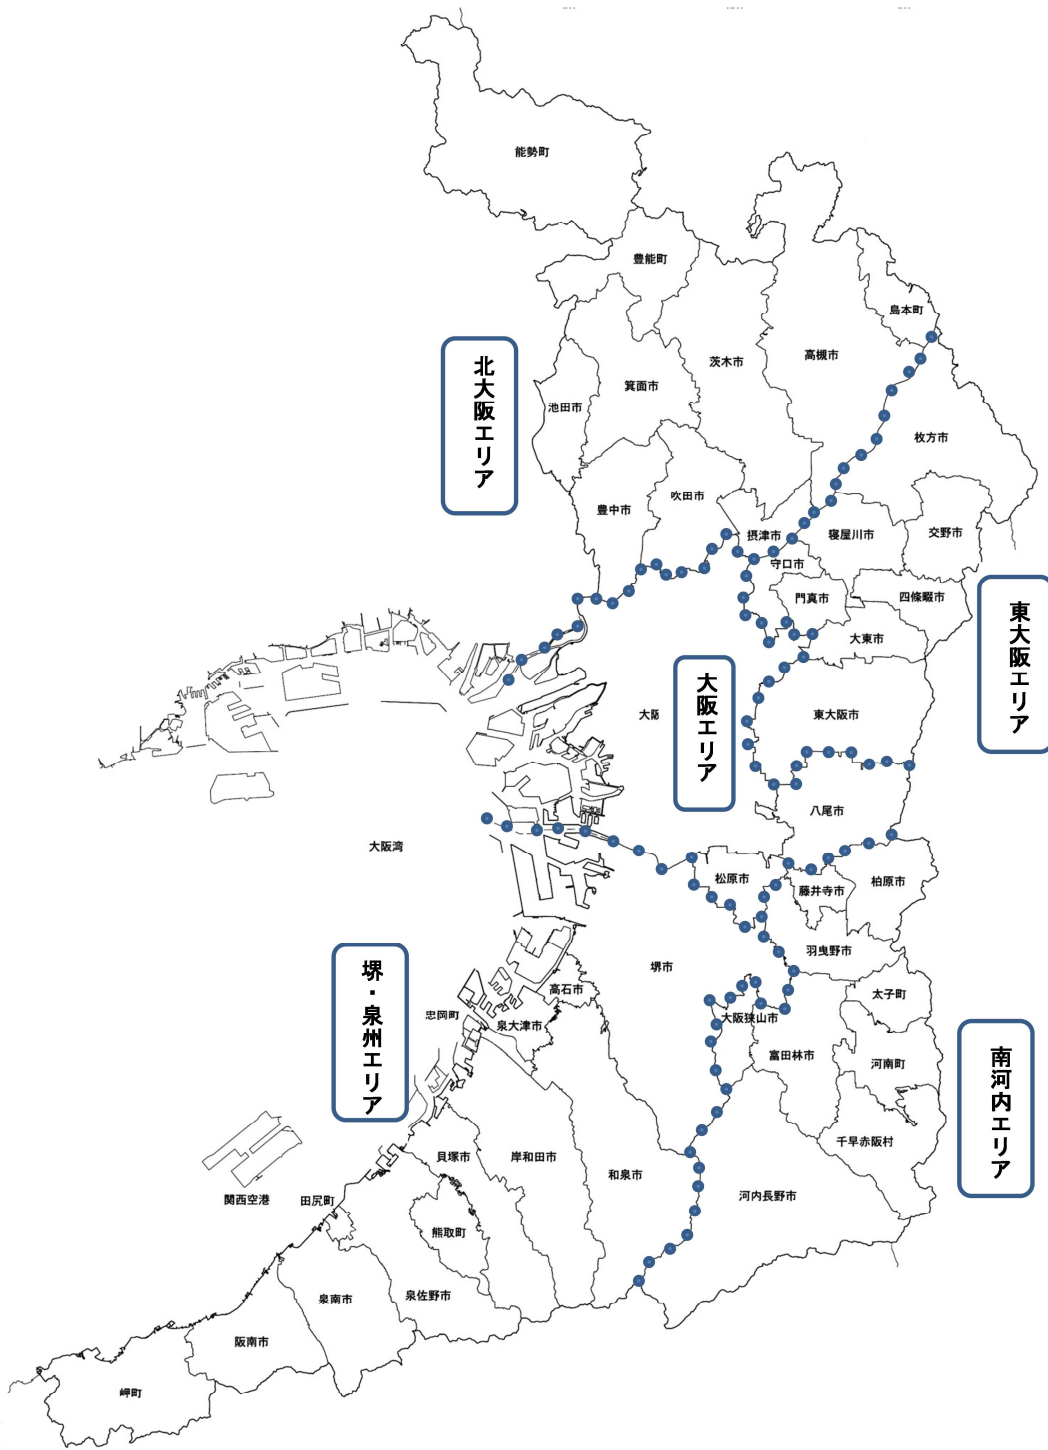 能勢町
豊能町
島本町
高槻市
茨木市
箕面市
池田市
北大阪エリア
枚方市
吹田市
豊中市
摂津市
寝屋川市
交野市
守口市
門真市
四條畷市
大東市
東大阪エリア
大阪
大阪エリア
東大阪市
八尾市
大阪湾
松原市
藤井寺市
柏原市
羽曳野市
堺市
高石市
太子町
堺・泉州エリア
忠岡町
泉大津市
大阪狭山市
富田林市
河南町
南河内エリア
千早赤阪村
貝塚市
岸和田市
和泉市
河内長野市
関西空港
田尻町
熊取町
泉佐野市
泉南市
阪南市
岬町